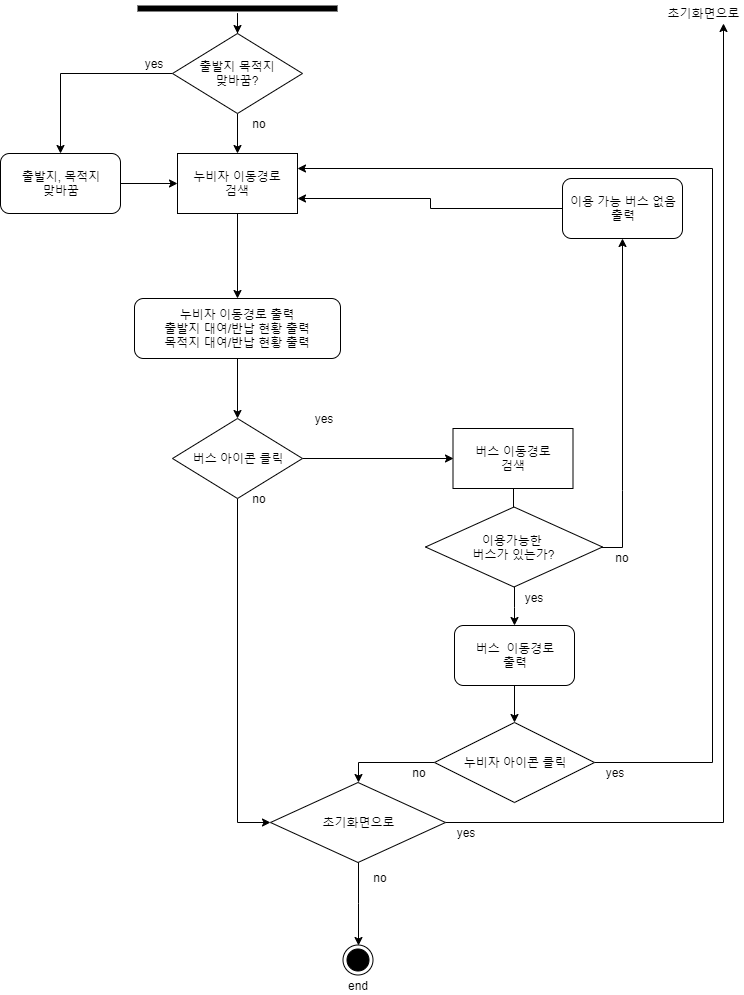 초기화면으로
출발지 목적지
맞바꿈?
yes
no
출발지, 목적지
맞바꿈
누비자 이동경로
검색
이용 가능 버스 없음
출력
누비자 이동경로 출력
출발지 대여/반납 현황 출력
목적지 대여/반납 현황 출력
yes
버스 아이콘 클릭
no
버스 이동경로
검색
이용가능한
버스가 있는가?
no
yes
버스 이동경로
출력
누비자 아이콘 클릭
no
yes
초기화면으로
yes
no
end